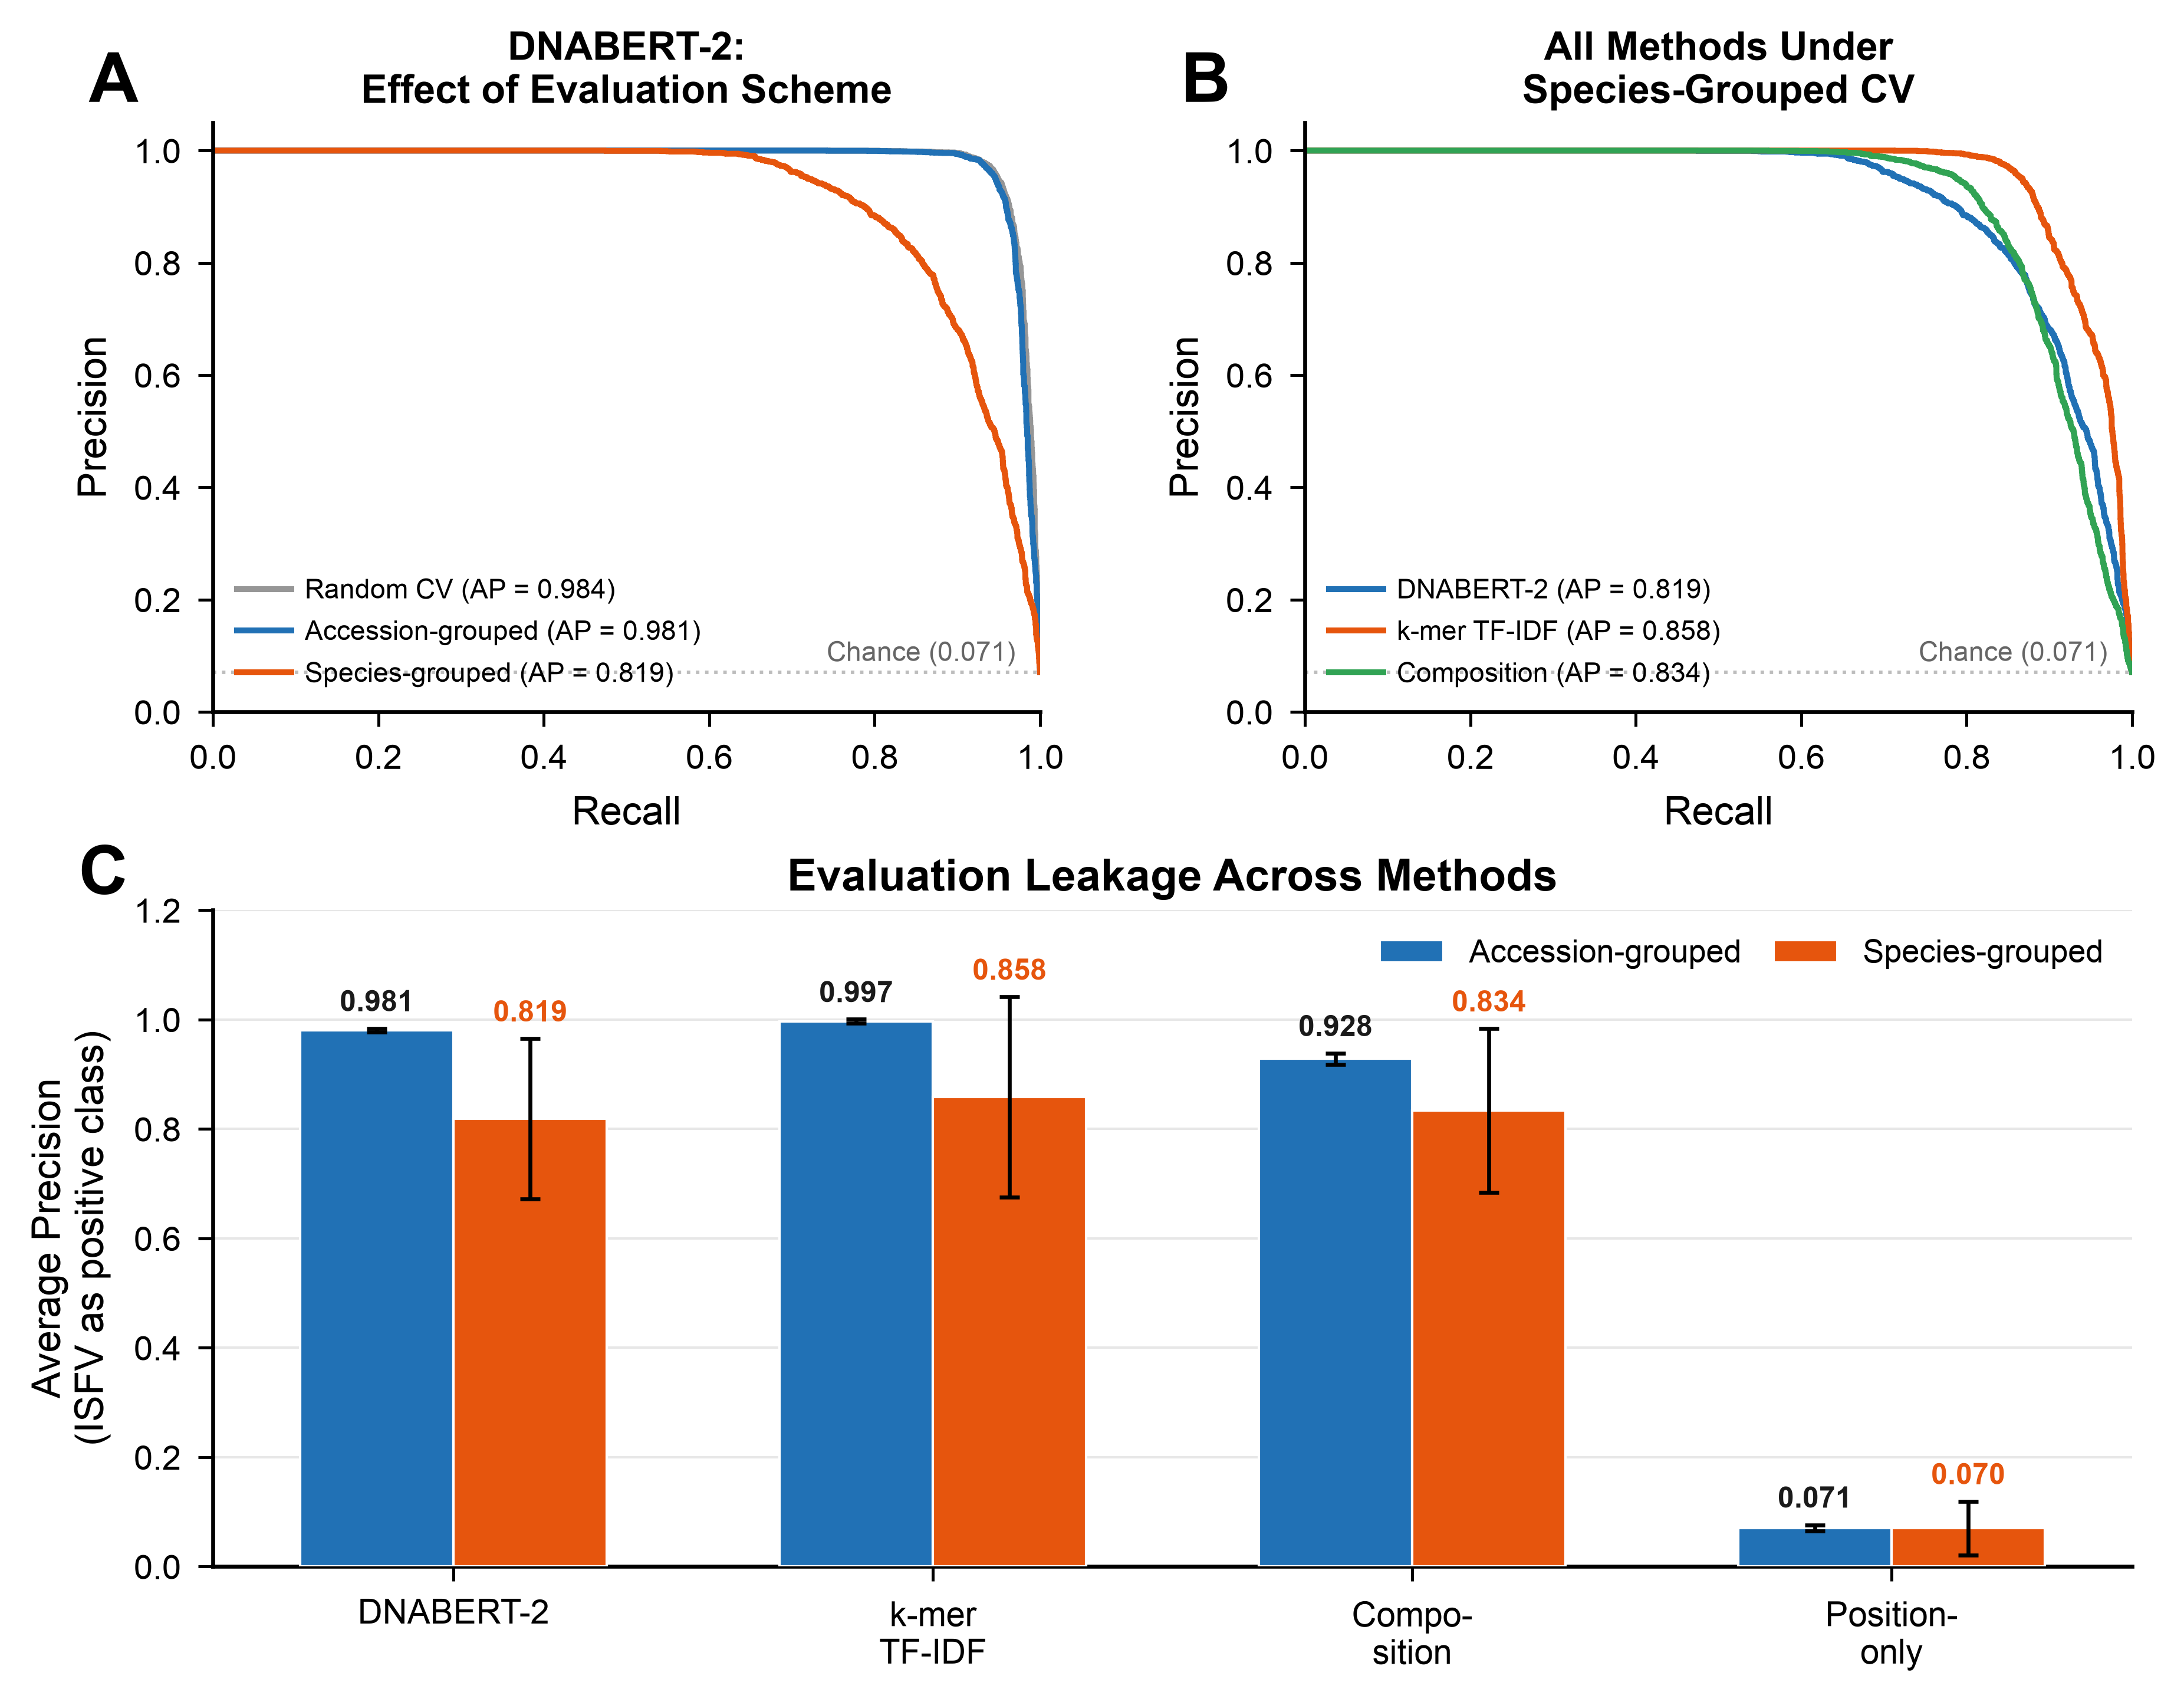 A
DNABERT-2:
Effect of Evaluation Scheme
Precision
1.0
0.8
0.6
0.4
0.2
0.0
Random CV (AP = 0.984)
Accession-grouped (AP = 0.981)
Species-grouped (AP = 0.819)
Chance (0.071)
0.0 0.2 0.4 0.6 0.8 1.0
Recall
B
All Methods Under
Species-Grouped CV
Precision
1.0
0.8
0.6
0.4
0.2
0.0
DNABERT-2 (AP = 0.819)
k-mer TF-IDF (AP = 0.858)
Composition (AP = 0.834)
Chance (0.071)
0.0 0.2 0.4 0.6 0.8 1.0
Recall
C
Evaluation Leakage Across Methods
Average Precision
(ISFV as positive class)
1.2
1.0
0.8
0.6
0.4
0.2
0.0
Accession-grouped
Species-grouped
0.981
0.819
0.997
0.858
0.928
0.834
0.071
0.070
DNABERT-2
k-mer
TF-IDF
Compo-
sition
Position-
only